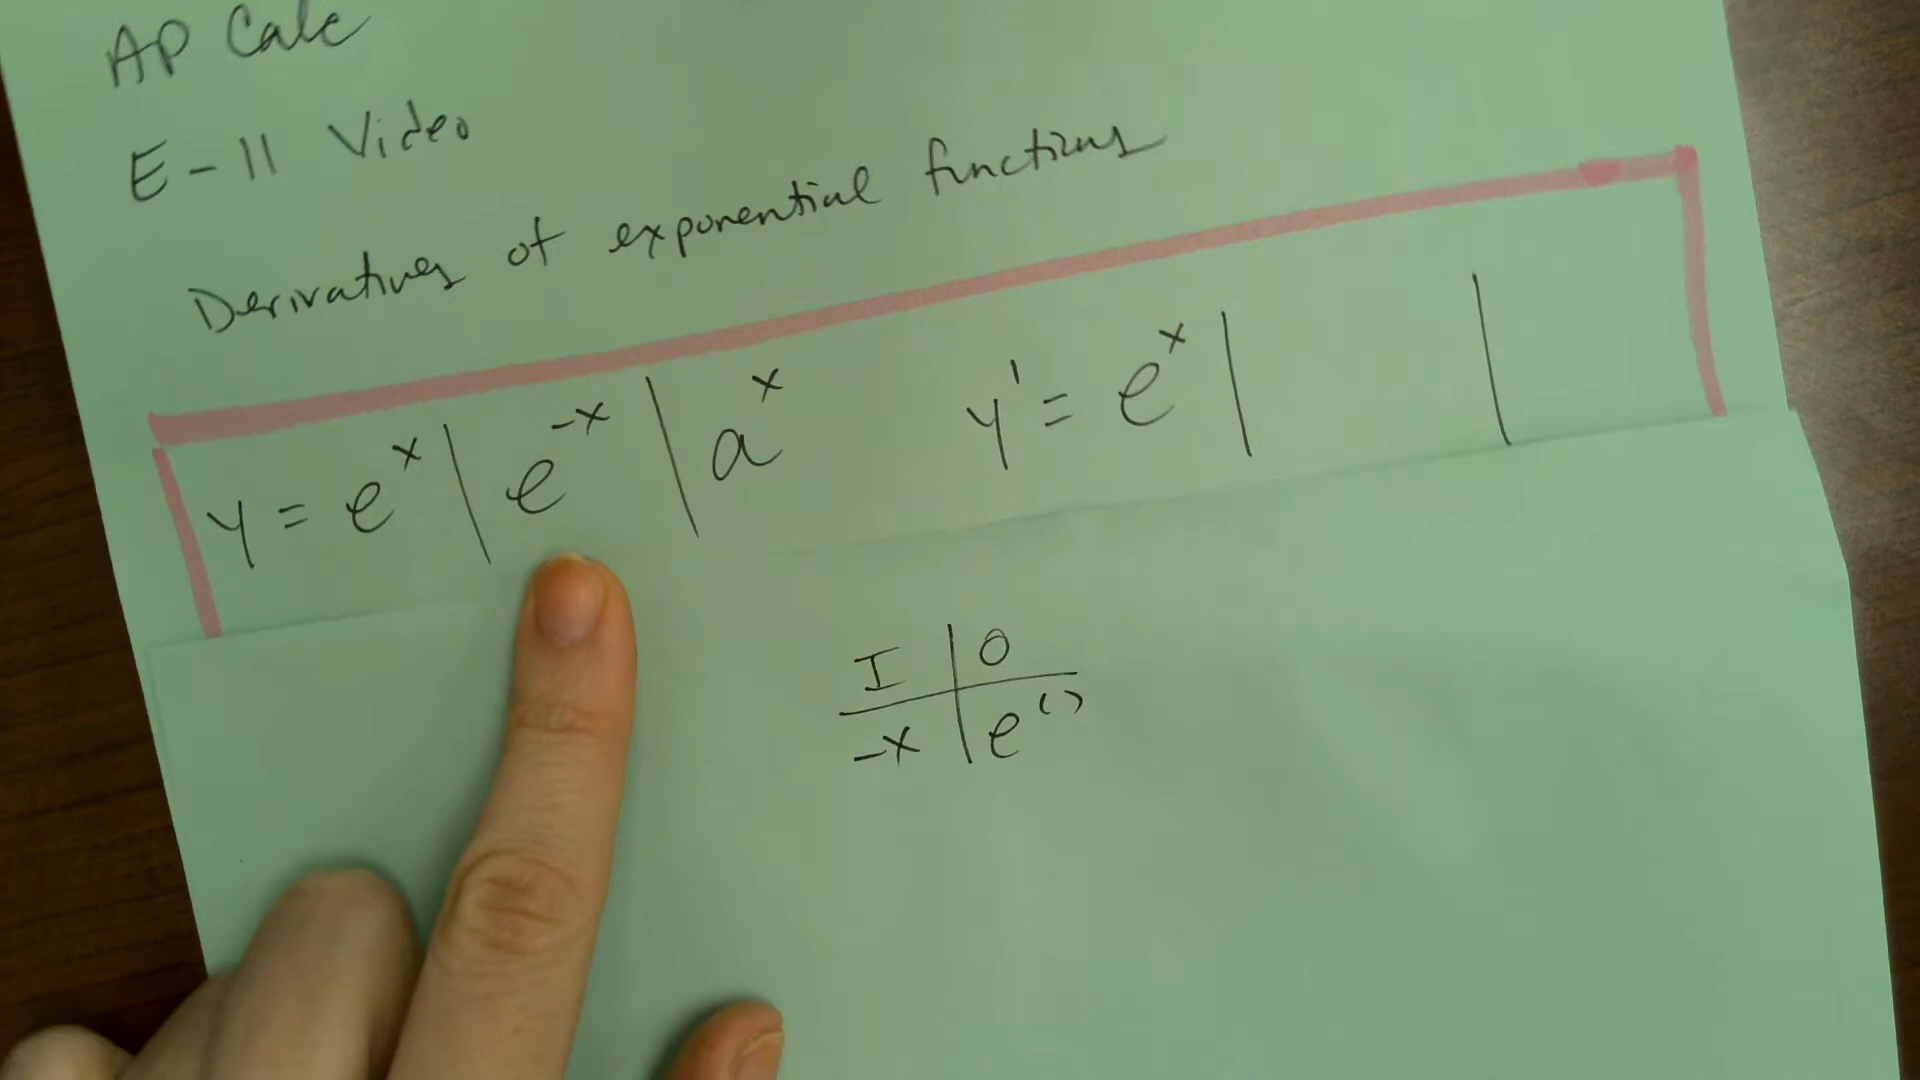 AP Calc
E-11 Video
Derivatives of exponential functions
y = e^x | e^-x | a^x    y' = e^x |    |
I | O
-x | e^( )